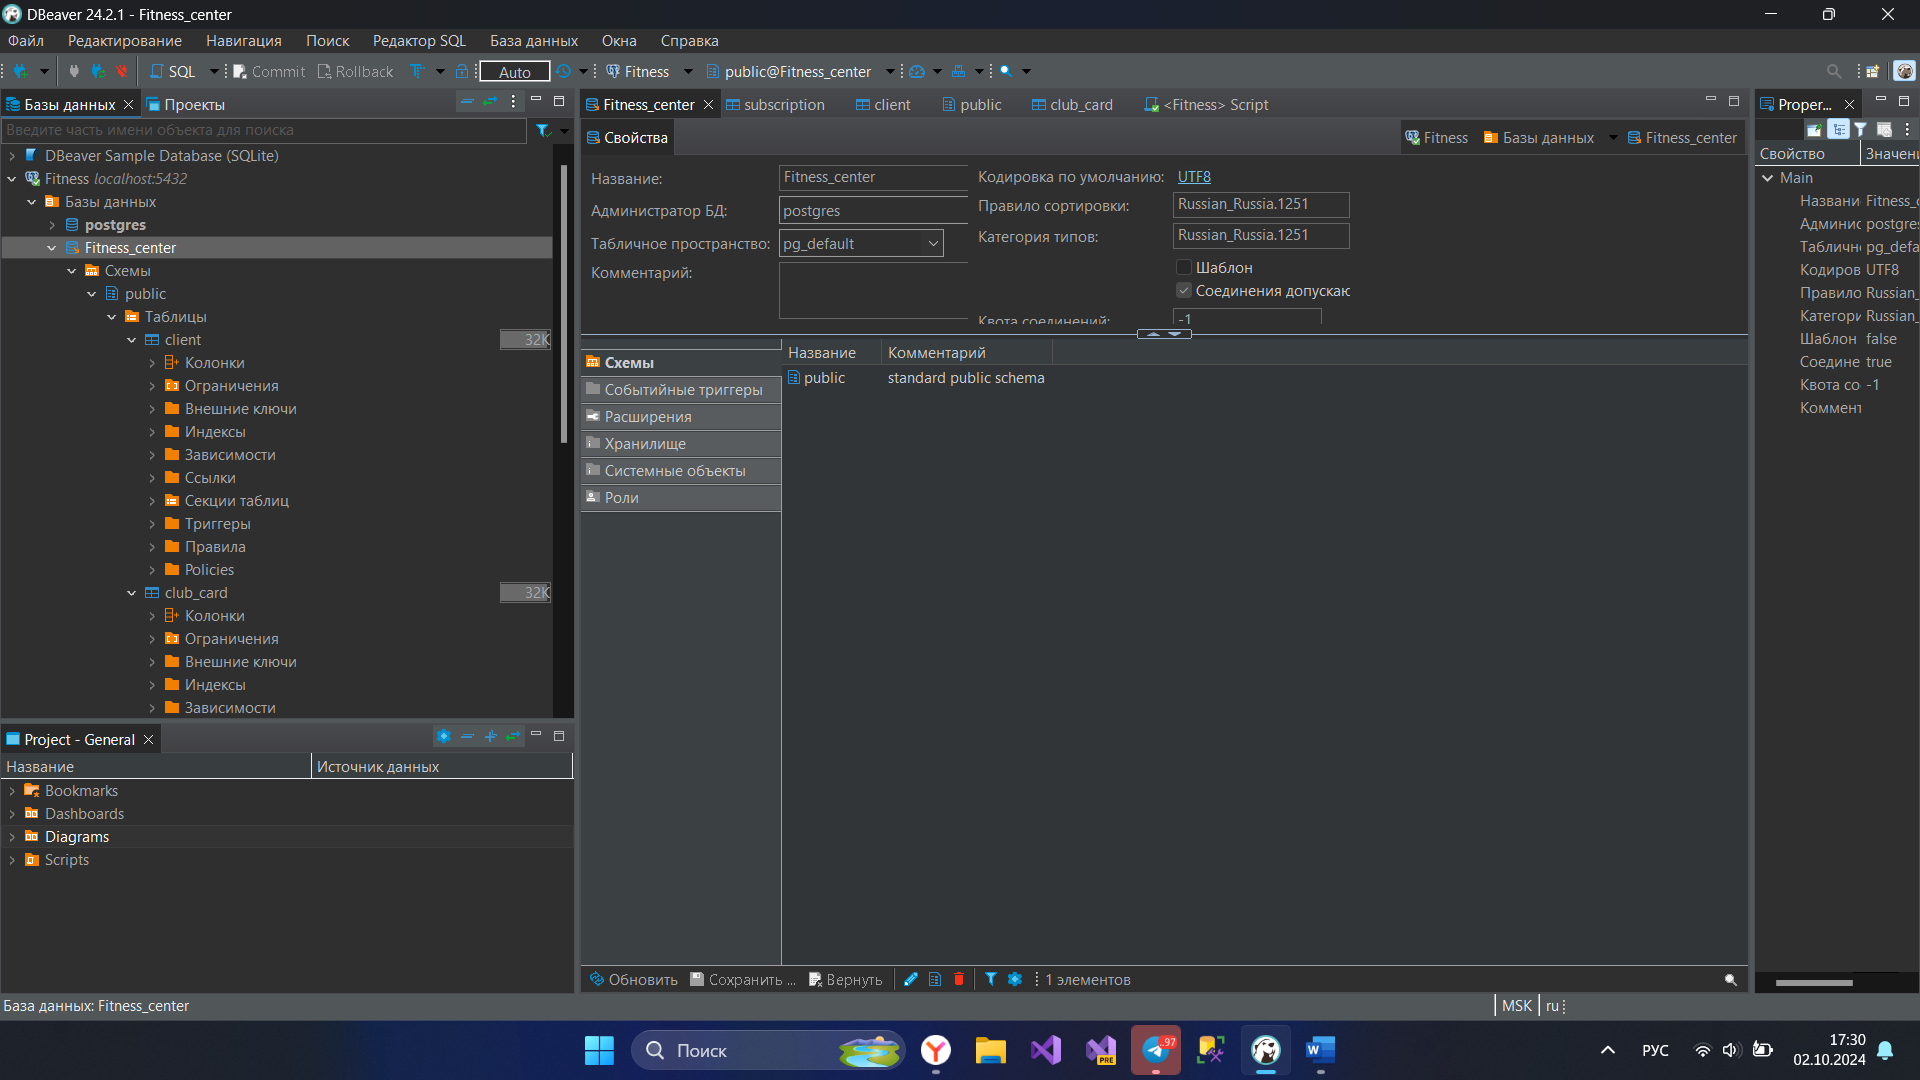 DBeaver 24.2.1 - Fitness_center
Файл Редактирование Навигация Поиск Редактор SQL База данных Окна Справка
SQL Commit Rollback Auto Fitness public@Fitness_center
Базы данных Проекты
Введите часть имени объекта для поиска
DBeaver Sample Database (SQLite)
Fitness localhost:5432
Базы данных
postgres
Fitness_center
Схемы
public
Таблицы
client 32K
Колонки
Ограничения
Внешние ключи
Индексы
Зависимости
Ссылки
Секции таблиц
Триггеры
Правила
Policies
club_card 32K
Колонки
Ограничения
Внешние ключи
Индексы
Зависимости
Project - General
Название Источник данных
Bookmarks
Dashboards
Diagrams
Scripts
Fitness_center subscription client public club_card <Fitness> Script
Свойства Fitness Базы данных Fitness_center
Название: Fitness_center
Администратор БД: postgres
Табличное пространство: pg_default
Комментарий:
Кодировка по умолчанию: UTF8
Правило сортировки: Russian_Russia.1251
Категория типов: Russian_Russia.1251
Шаблон
Соединения допускаю
Квота соединений: -1
Схемы
Событийные триггеры
Расширения
Хранилище
Системные объекты
Роли
Название Комментарий
public standard public schema
Обновить Сохранить ... Вернуть 1 элементов
Proper...
Свойство Значени
Main
Названи Fitness_c
Админис postgres
Табличн pg_defa
Кодиров UTF8
Правило Russian_
Категори Russian_
Шаблон false
Соедине true
Квота со -1
Коммент
База данных: Fitness_center MSK ru
Поиск 97 РУС 17:30
PRE 02.10.2024